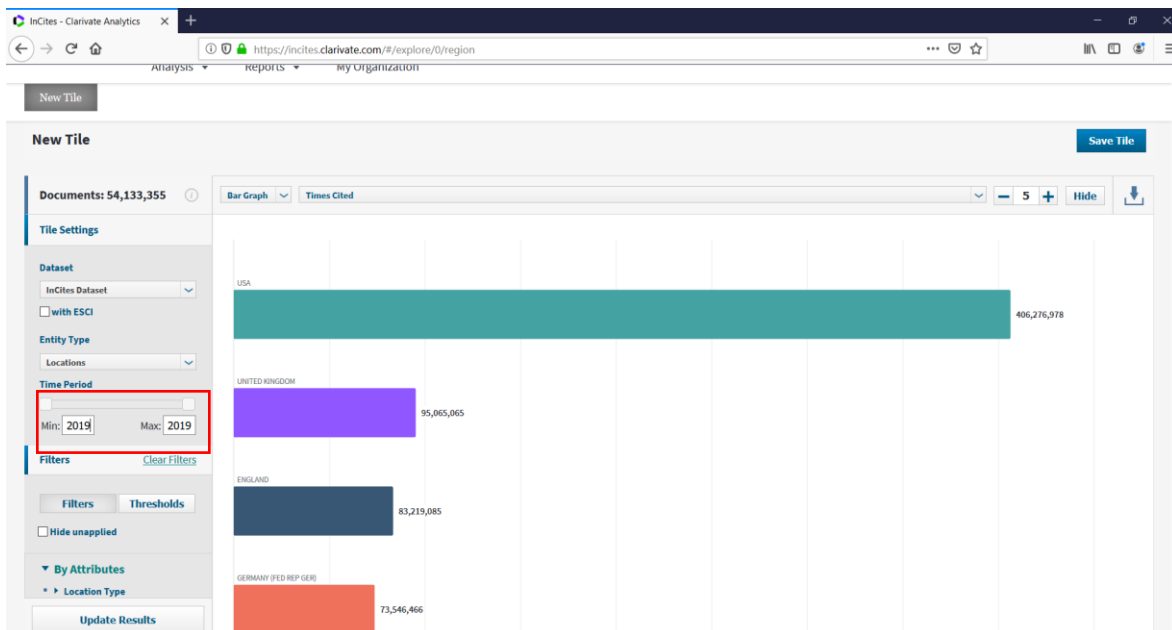 InCites - Clarivate Analytics
https://incites.clarivate.com/#/explore/0/region
Analysis Reports My Organization
New Tile
New Tile
Save Tile
Documents: 54,133,355
Bar Graph Times Cited 5 Hide
Tile Settings
Dataset
InCites Dataset
with ESCI
Entity Type
Locations
Time Period
Min: 2019 Max: 2019
Filters Clear Filters
Filters Thresholds
Hide unapplied
By Attributes
Location Type
Update Results
USA
406,276,978
UNITED KINGDOM
95,065,065
ENGLAND
83,219,085
GERMANY (FED REP GER)
73,546,466